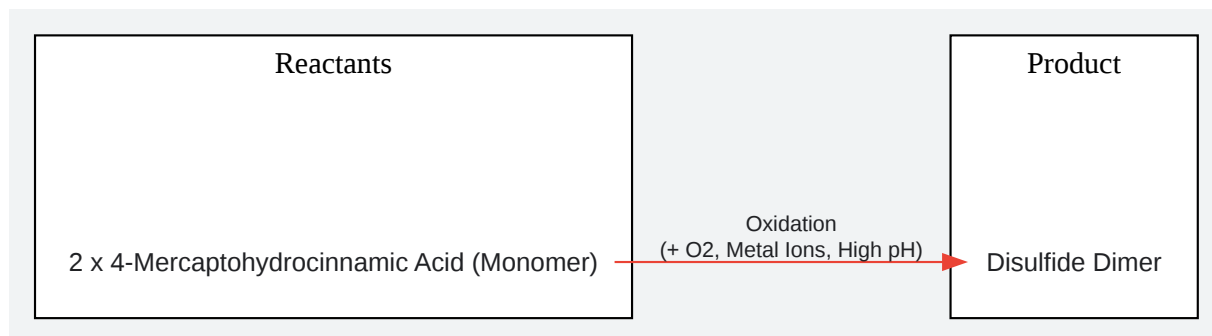 Reactants
Product
Oxidation
(+ O2, Metal Ions, High pH)
2 x 4-Mercaptohydrocinnamic Acid (Monomer)
Disulfide Dimer